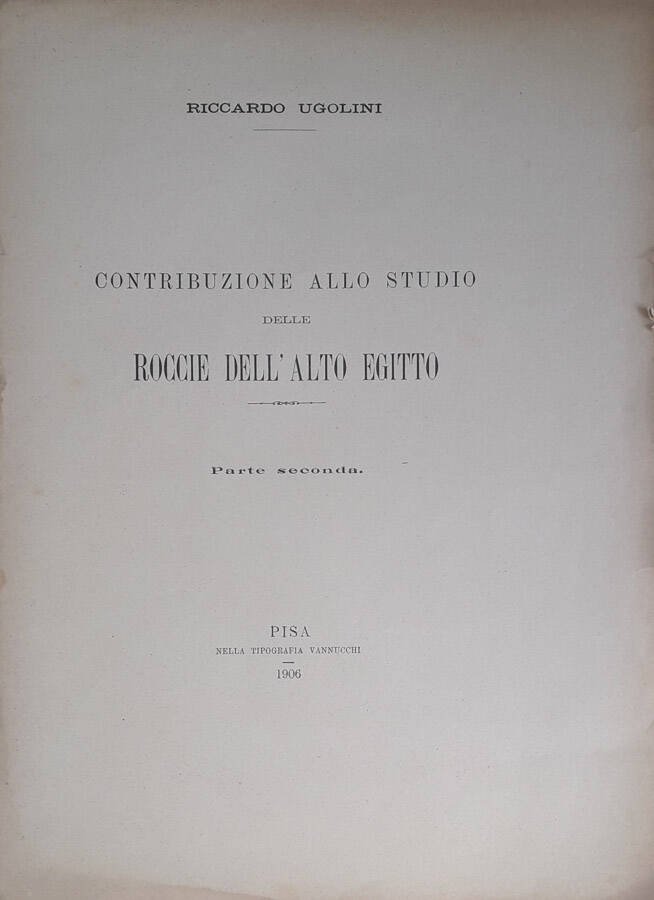 RICCARDO UGOLINI
CONTRIBUZIONE ALLO STUDIO
DELLE
ROCCIE DELL'ALTO EGITTO
Parte seconda.
PISA
NELLA TIPOGRAFIA VANNUCCHI
1906